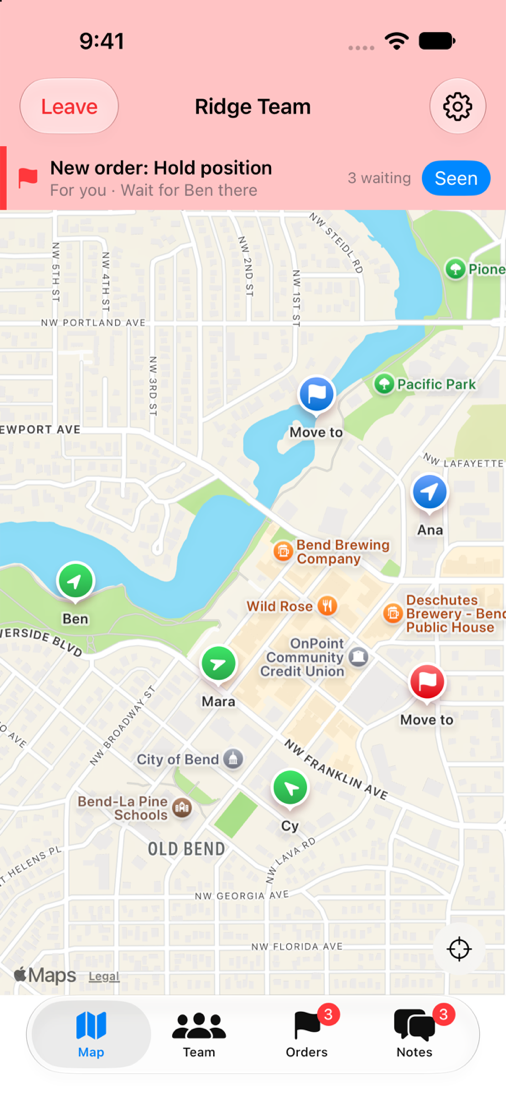 9:41
Leave
Ridge Team
New order: Hold position
For you · Wait for Ben there
3 waiting
Seen
NW STEIDL RD
NW 5TH ST
NW 4TH ST
NW 2ND ST
NW 1ST ST
Pione
NW PORTLAND AVE
NW 3RD ST
Pacific Park
EWPORT AVE
Move to
NW LAFAYETTE
Ana
Bend Brewing
Company
Ben
Wild Rose
Deschutes
Brewery - Bend
Public House
VERSIDE BLVD
OnPoint
Community
Credit Union
Mara
Move to
NW BROADWAY ST
City of Bend
NW FRANKLIN AVE
Bend-La Pine
Schools
Cy
OLD BEND
NW LAVA RD
T HELENS PL
NW GEORGIA AVE
NW FLORIDA AVE
Maps
Legal
3
3
Map
Team
Orders
Notes